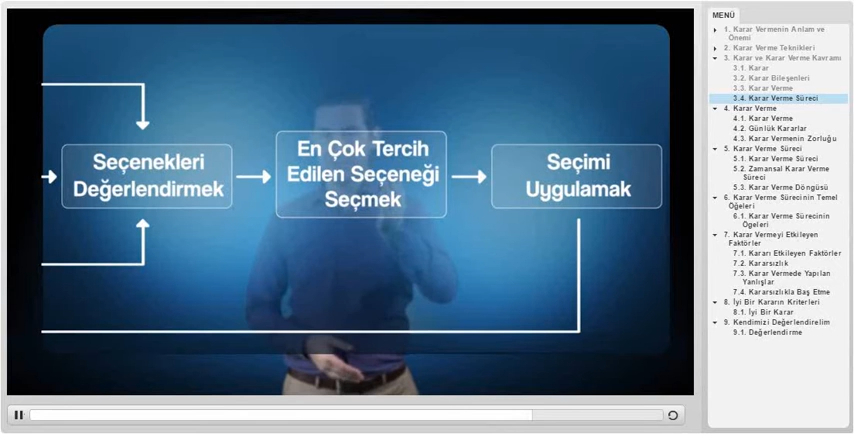 Seçenekleri
Değerlendirmek
En Çok Tercih
Edilen Seçeneği
Seçmek
Seçimi
Uygulamak
MENÜ
1. Karar Vermenin Anlam ve
Önemi
2. Karar Verme Teknikleri
3. Karar ve Karar Verme Kavramı
3.1. Karar
3.2. Karar Bileşenleri
3.3. Karar Verme
3.4. Karar Verme Süreci
4. Karar Verme
4.1. Karar Verme
4.2. Günlük Kararlar
4.3. Karar Vermenin Zorluğu
5. Karar Verme Süreci
5.1. Karar Verme Süreci
5.2. Zamansal Karar Verme
Süreci
5.3. Karar Verme Döngüsü
6. Karar Verme Sürecinin Temel
Öğeleri
6.1. Karar Verme Sürecinin
Ögeleri
7. Karar Vermeyi Etkileyen
Faktörler
7.1. Kararı Etkileyen Faktörler
7.2. Kararsızlık
7.3. Karar Vermede Yapılan
Yanlışlar
7.4. Kararsızlıkla Baş Etme
8. İyi Bir Kararın Kriterleri
8.1. İyi Bir Karar
9. Kendimizi Değerlendirelim
9.1. Değerlendirme